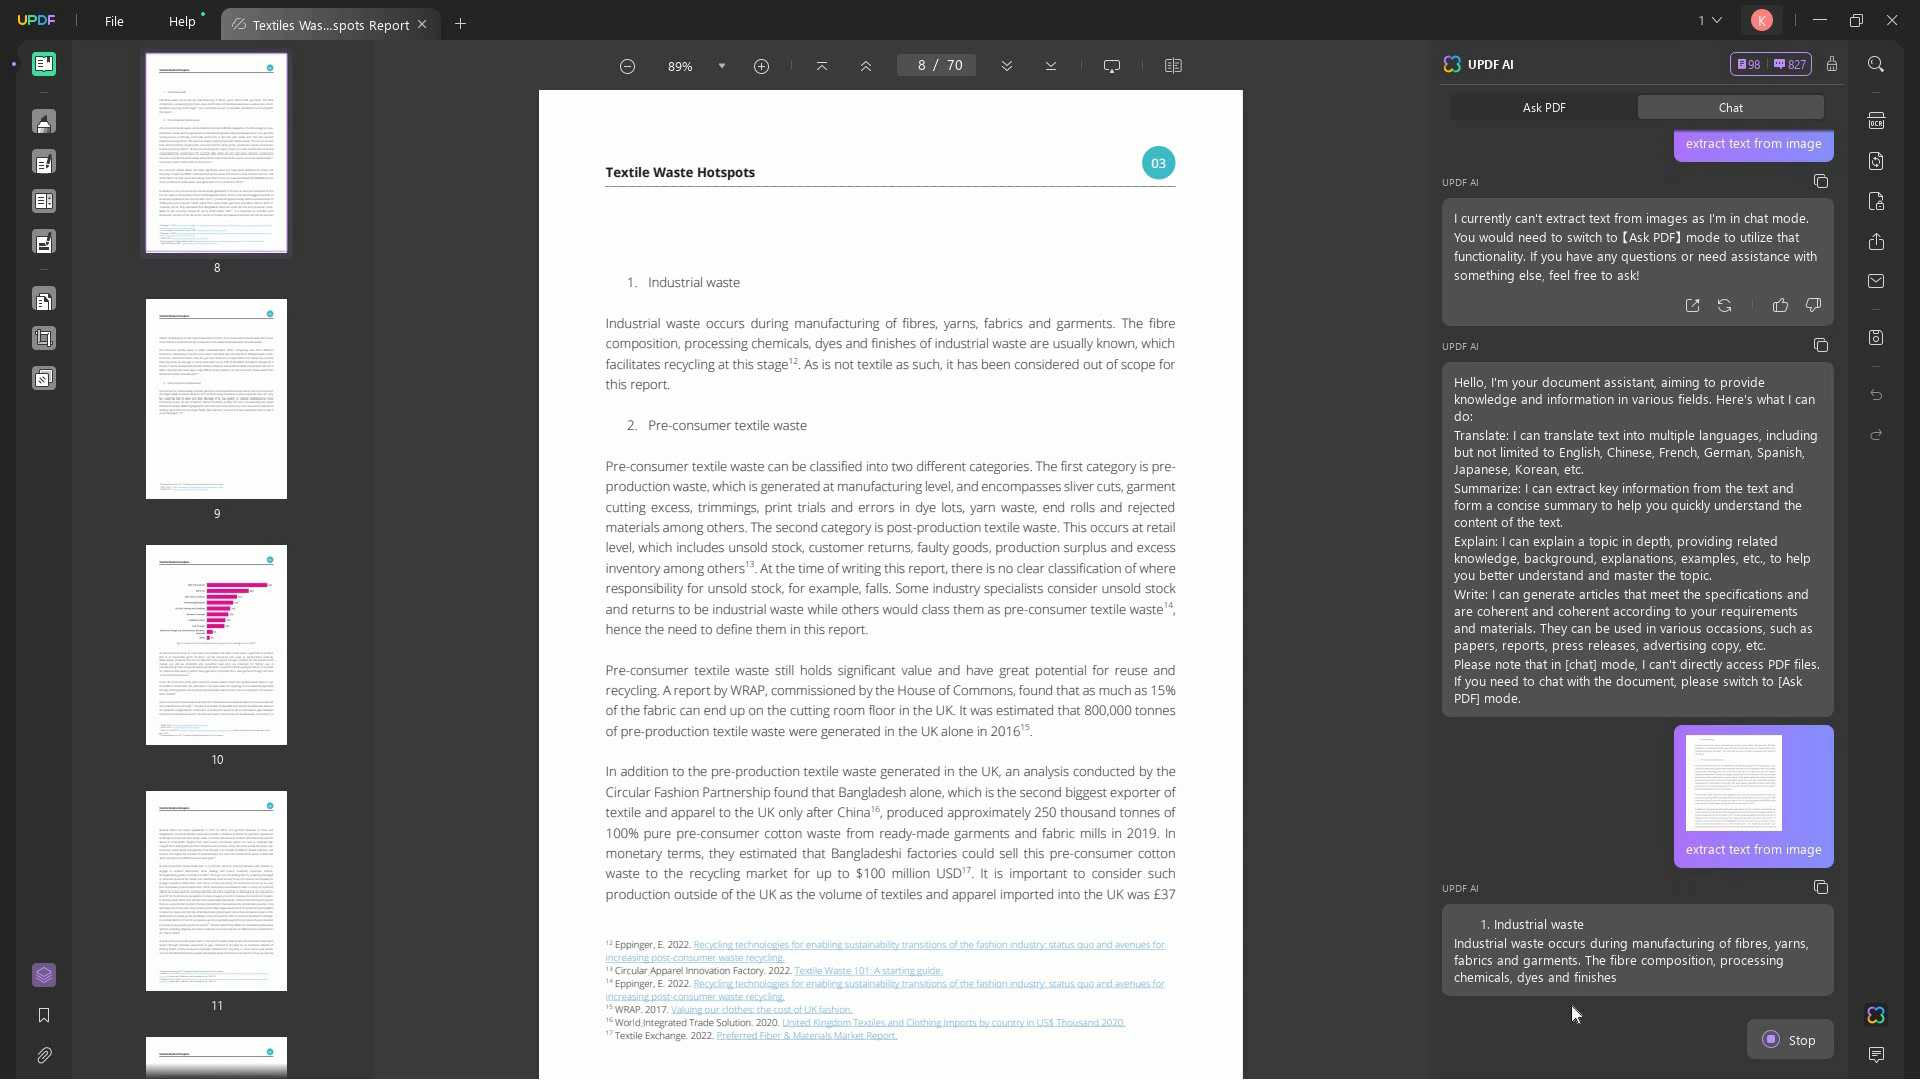 UPDF
File
Help
Textiles Was...spots Report
1
K
89%
8 / 70
8
9
10
11
Textile Waste Hotspots
03
1. Industrial waste
Industrial waste occurs during manufacturing of fibres, yarns, fabrics and garments. The fibre
composition, processing chemicals, dyes and finishes of industrial waste are usually known, which
facilitates recycling at this stage12. As is not textile as such, it has been considered out of scope for
this report.
2. Pre-consumer textile waste
Pre-consumer textile waste can be classified into two different categories. The first category is pre-
production waste, which is generated at manufacturing level, and encompasses sliver cuts, garment
cutting excess, trimmings, print trials and errors in dye lots, yarn waste, end rolls and rejected
materials among others. The second category is post-production textile waste. This occurs at retail
level, which includes unsold stock, customer returns, faulty goods, production surplus and excess
inventory among others13. At the time of writing this report, there is no clear classification of where
responsibility for unsold stock, for example, falls. Some industry specialists consider unsold stock
and returns to be industrial waste while others would class them as pre-consumer textile waste14,
hence the need to define them in this report.
Pre-consumer textile waste still holds significant value and have great potential for reuse and
recycling. A report by WRAP, commissioned by the House of Commons, found that as much as 15%
of the fabric can end up on the cutting room floor in the UK. It was estimated that 800,000 tonnes
of pre-production textile waste were generated in the UK alone in 201615.
In addition to the pre-production textile waste generated in the UK, an analysis conducted by the
Circular Fashion Partnership found that Bangladesh alone, which is the second biggest exporter of
textile and apparel to the UK only after China16, produced approximately 250 thousand tonnes of
100% pure pre-consumer cotton waste from ready-made garments and fabric mills in 2019. In
monetary terms, they estimated that Bangladeshi factories could sell this pre-consumer cotton
waste to the recycling market for up to $100 million USD17. It is important to consider such
production outside of the UK as the volume of textiles and apparel imported into the UK was £37
12 Eppinger, E. 2022. Recycling technologies for enabling sustainability transitions of the fashion industry: status quo and avenues for
increasing post-consumer waste recycling.
13 Circular Apparel Innovation Factory. 2022. Textile Waste 101: A starting guide.
14 Eppinger, E. 2022. Recycling technologies for enabling sustainability transitions of the fashion industry: status quo and avenues for
increasing post-consumer waste recycling.
15 WRAP. 2017. Valuing our clothes: the cost of UK fashion.
16 World Integrated Trade Solution. 2020. United Kingdom Textiles and Clothing Imports by country in US$ Thousand 2020.
17 Textile Exchange. 2022. Preferred Fiber & Materials Market Report.
UPDF AI
98
827
Ask PDF
Chat
extract text from image
UPDF AI
I currently can't extract text from images as I'm in chat mode.
You would need to switch to【Ask PDF】mode to utilize that
functionality. If you have any questions or need assistance with
something else, feel free to ask!
UPDF AI
Hello, I'm your document assistant, aiming to provide
knowledge and information in various fields. Here's what I can
do:
Translate: I can translate text into multiple languages, including
but not limited to English, Chinese, French, German, Spanish,
Japanese, Korean, etc.
Summarize: I can extract key information from the text and
form a concise summary to help you quickly understand the
content of the text.
Explain: I can explain a topic in depth, providing related
knowledge, background, explanations, examples, etc., to help
you better understand and master the topic.
Write: I can generate articles that meet the specifications and
are coherent and coherent according to your requirements
and materials. They can be used in various occasions, such as
papers, reports, press releases, advertising copy, etc.
Please note that in [chat] mode, I can't directly access PDF files.
If you need to chat with the document, please switch to [Ask
PDF] mode.
extract text from image
UPDF AI
1. Industrial waste
Industrial waste occurs during manufacturing of fibres, yarns,
fabrics and garments. The fibre composition, processing
chemicals, dyes and finishes
Stop
OCR